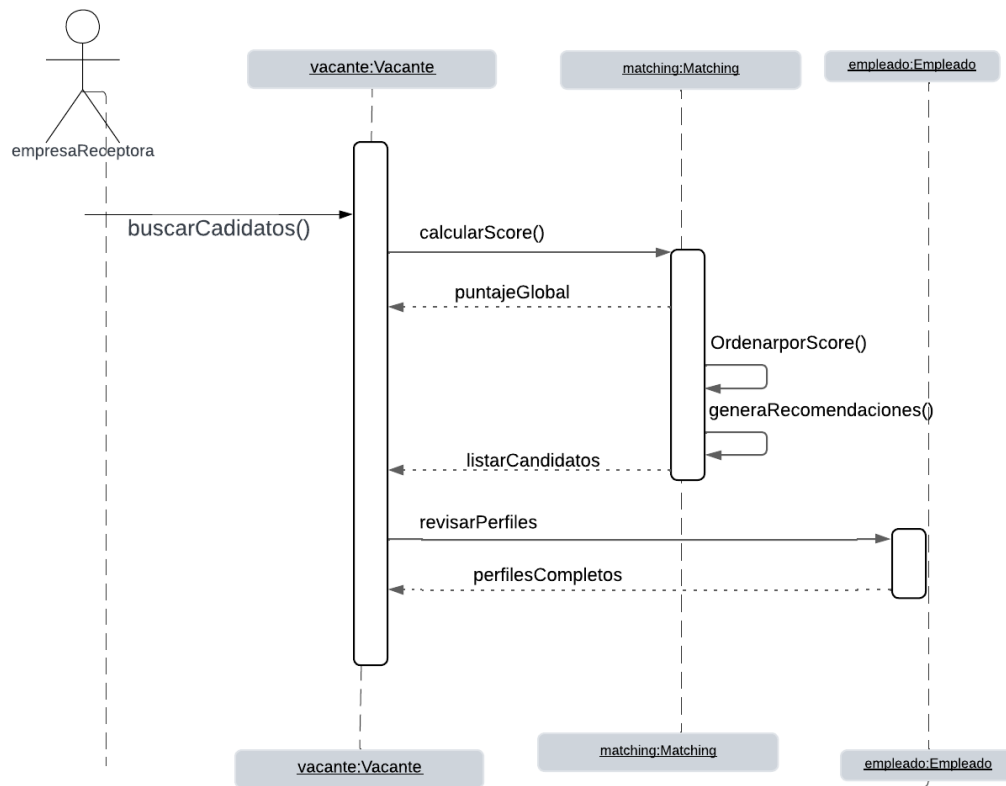 vacante:Vacante
matching:Matching
empleado:Empleado
empresaReceptora
buscarCadidatos()
calcularScore()
puntajeGlobal
OrdenarporScore()
generaRecomendaciones()
listarCandidatos
revisarPerfiles
perfilesCompletos
vacante:Vacante
matching:Matching
empleado:Empleado